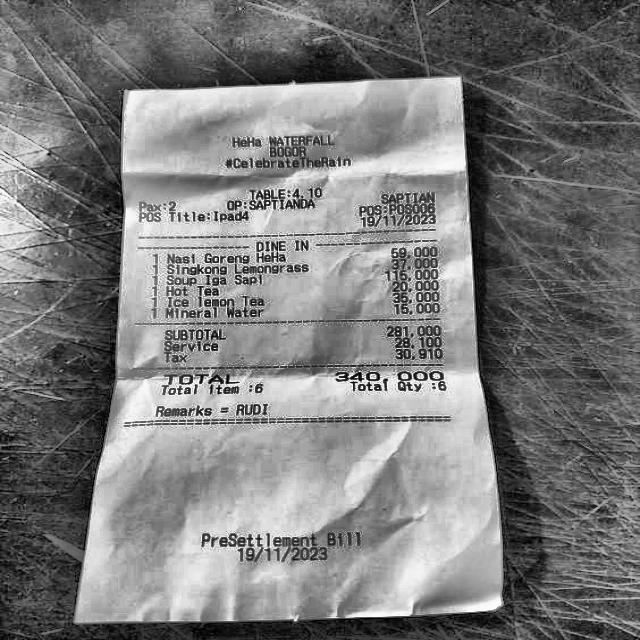 HeHa WATERFALL
BOGOR
#CelebrateTheRain
TABLE:4.10
Pax:2 OP:SAPTIANDA SAPTIAN
POS Title:Ipad4 POS:POS006
19/11/2023
DINE IN
1 Nasi Goreng HeHa 59,000
1 Singkong Lemongrass 37,000
1 Soup Iga Sapi 115,000
1 Hot Tea 20,000
1 Ice lemon Tea 35,000
1 Mineral Water 15,000
SUBTOTAL 281,000
Service 28,100
Tax 30,910
TOTAL 340,000
Total Item :6 Total Qty :6
Remarks = RUDI
PreSettlement Bill
19/11/2023